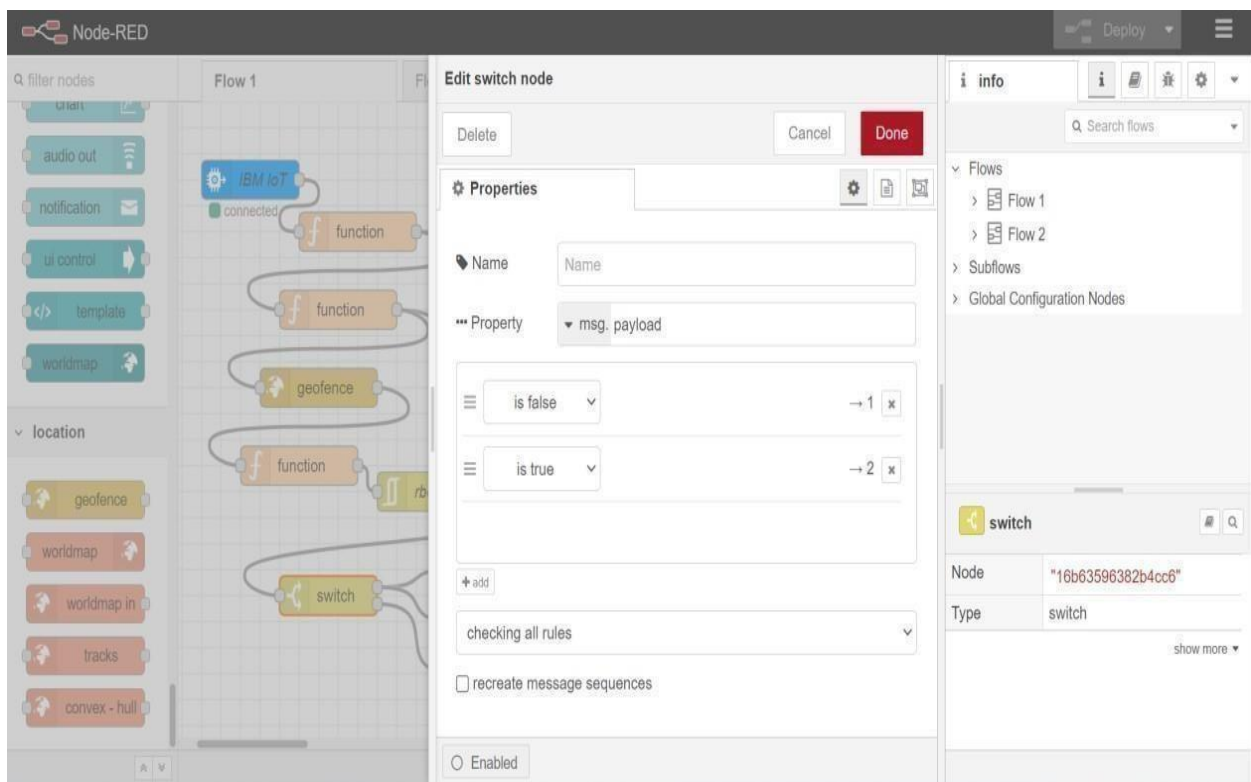 Node-RED
Deploy
filter nodes
chart
audio out
notification
ui control
</> template
worldmap
location
geofence
worldmap
worldmap in
tracks
convex - hull
Flow 1
IBM IoT
connected
function
function
geofence
function
switch
Edit switch node
Delete
Cancel Done
Properties
Name Name
Property msg. payload
is false → 1 x
is true → 2 x
+ add
checking all rules
recreate message sequences
Enabled
i info i
Search flows
Flows
Flow 1
Flow 2
Subflows
Global Configuration Nodes
switch
Node "16b63596382b4cc6"
Type switch
show more